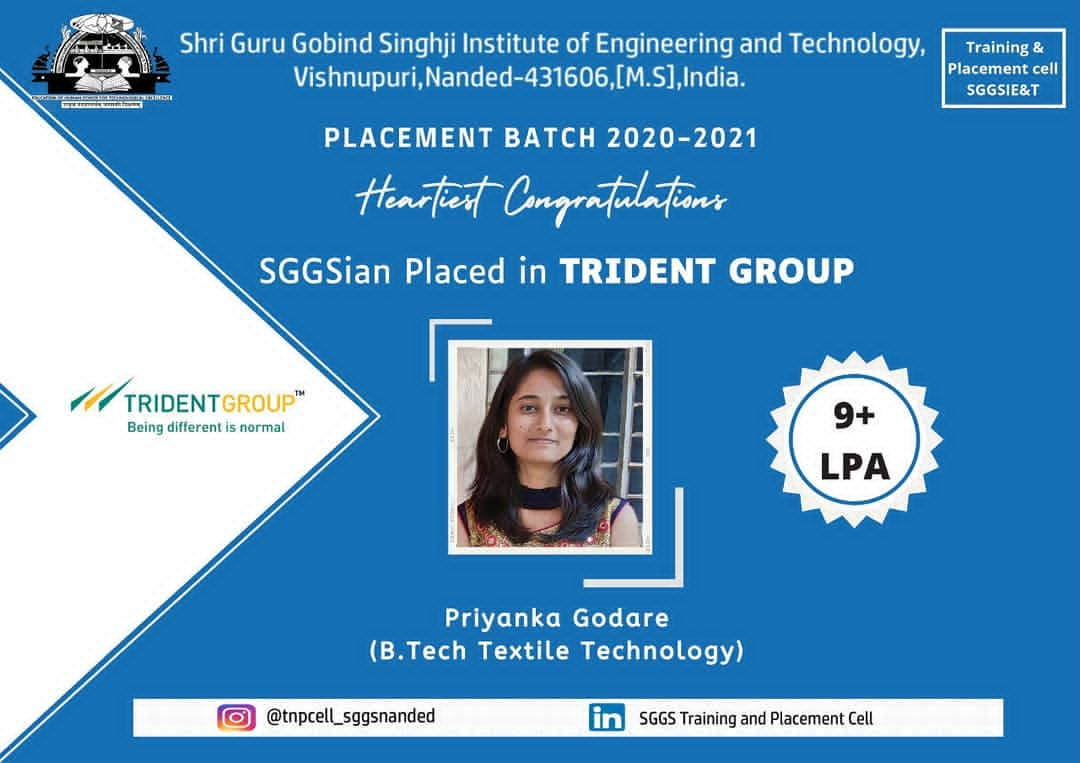 Shri Guru Gobind Singhji Institute of Engineering and Technology,
Vishnupuri,Nanded-431606,[M.S],India.
Training &
Placement cell
SGGSIE&T
PLACEMENT BATCH 2020-2021
Heartiest Congratulations
SGGSian Placed in TRIDENT GROUP
TRIDENTGROUP™
Being different is normal
9+
LPA
Priyanka Godare
(B.Tech Textile Technology)
@tnpcell_sggsnanded
SGGS Training and Placement Cell